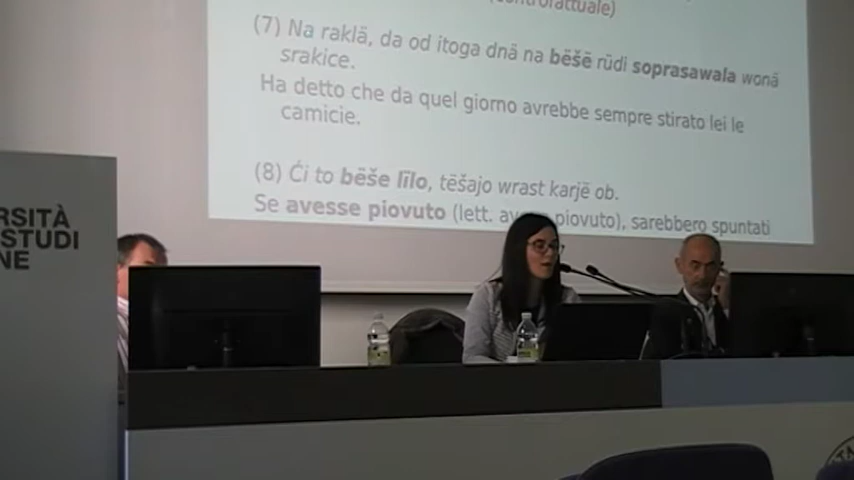 (controfattuale)
(7) Na raklä, da od itoga dnä na bëšë rüdi soprasawala wonä
srakice.
Ha detto che da quel giorno avrebbe sempre stirato lei le
camicie.
(8) Ći to bëše līlo, tëšajo wrast karjë ob.
Se avesse piovuto (lett. piovuto), sarebbero spuntati
RSITÀ
STUDI
NE